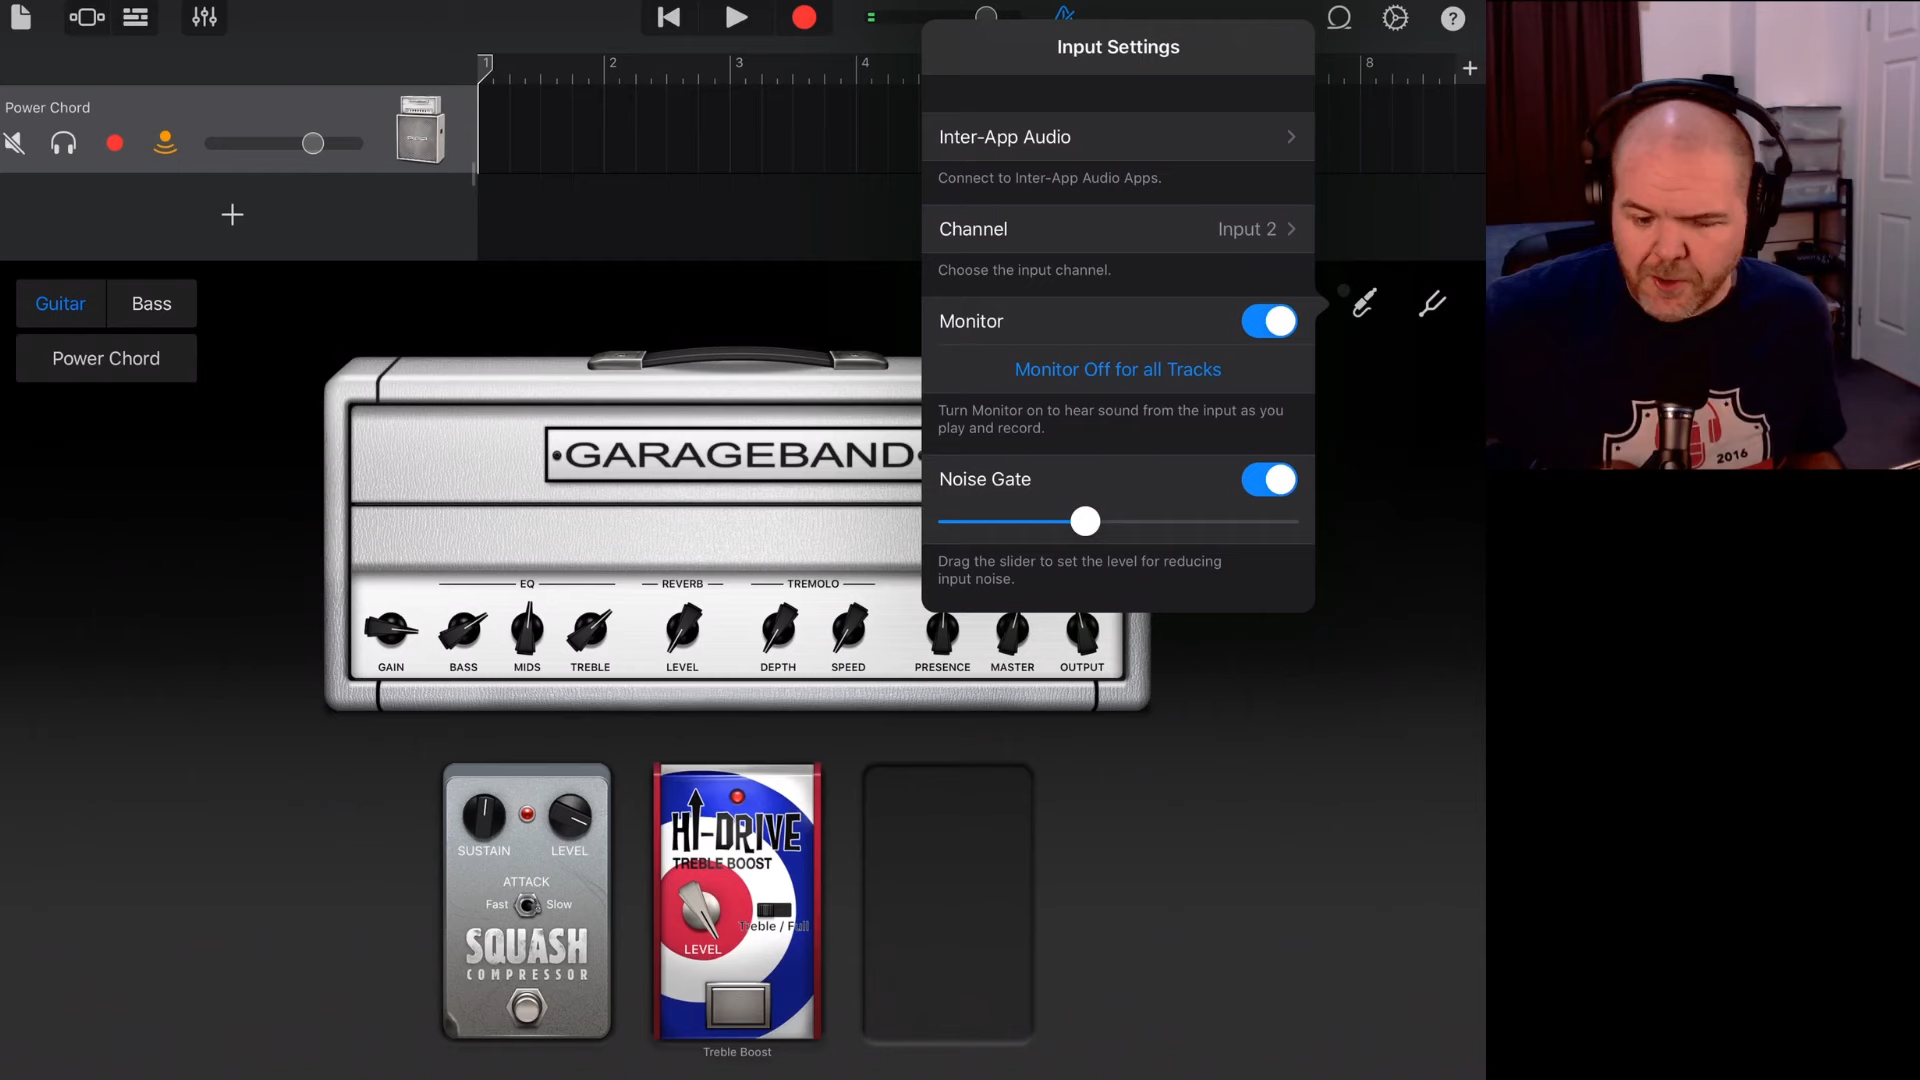 Input Settings
1 2 3 4 8
Power Chord
Inter-App Audio
Connect to Inter-App Audio Apps.
Channel Input 2
Choose the input channel.
Guitar Bass
Power Chord
Monitor
Monitor Off for all Tracks
Turn Monitor on to hear sound from the input as you
play and record.
GARAGEBAND
2016
Noise Gate
Drag the slider to set the level for reducing
input noise.
EQ REVERB TREMOLO
GAIN BASS MIDS TREBLE LEVEL DEPTH SPEED PRESENCE MASTER OUTPUT
SUSTAIN LEVEL
ATTACK
Fast Slow
SQUASH
COMPRESSOR
HI-DRIVE
TREBLE BOOST
Treble / Full
LEVEL
Treble Boost